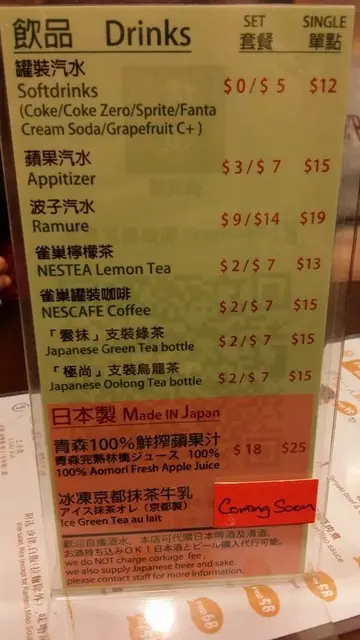 飲品 Drinks
SET 套餐
SINGLE 單點
罐裝汽水
Softdrinks $0/$5 $12
(Coke/Coke Zero/Sprite/Fanta
Cream Soda/Grapefruit C+)
蘋果汽水
Appitizer $3/$7 $15
波子汽水
Ramure $9/$14 $19
雀巢檸檬茶
NESTEA Lemon Tea $2/$7 $13
雀巢罐裝咖啡
NESCAFE Coffee $2/$7 $15
「雲抹」支裝綠茶
Japanese Green Tea bottle $2/$7 $15
「極尚」支裝烏龍茶
Japanese Oolong Tea bottle $2/$7 $15
日本製 Made IN Japan
青森100%鮮搾蘋果汁 $18 $25
青森完熟林檎ジュース 100%
100% Aomori Fresh Apple Juice
冰凍京都抹茶牛乳
アイス抹茶オレ(京都製)
Ice Green Tea au lait
Coming Soon
歡迎自攜酒水，本店可代購日本啤酒及清酒。
お酒持ち込みOK！日本酒とビール購入代行可能。
we do NOT charge corkage fee.
we also supply Japanese beer and sake.
please contact staff for more information.